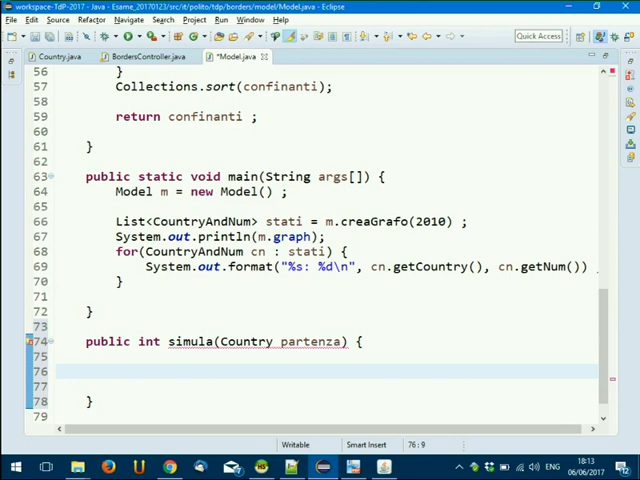 workspace-TdP-2017 - Java - Esame_20170123/src/it/polito/tdp/borders/model/Model.java - Eclipse
File Edit Source Refactor Navigate Search Project Run Window Help
Quick Access
Country.java BordersController.java *Model.java
56 }
57 Collections.sort(confinanti);
58
59 return confinanti ;
60
61 }
62
63 public static void main(String args[]) {
64 Model m = new Model() ;
65
66 List<CountryAndNum> stati = m.creaGrafo(2010) ;
67 System.out.println(m.graph);
68 for(CountryAndNum cn : stati) {
69 System.out.format("%s: %d\n", cn.getCountry(), cn.getNum())
70 }
71
72 }
73
74 public int simula(Country partenza) {
75
76
77
78 }
79
Writable Smart Insert 76 : 9
ENG 18:13
06/06/2017